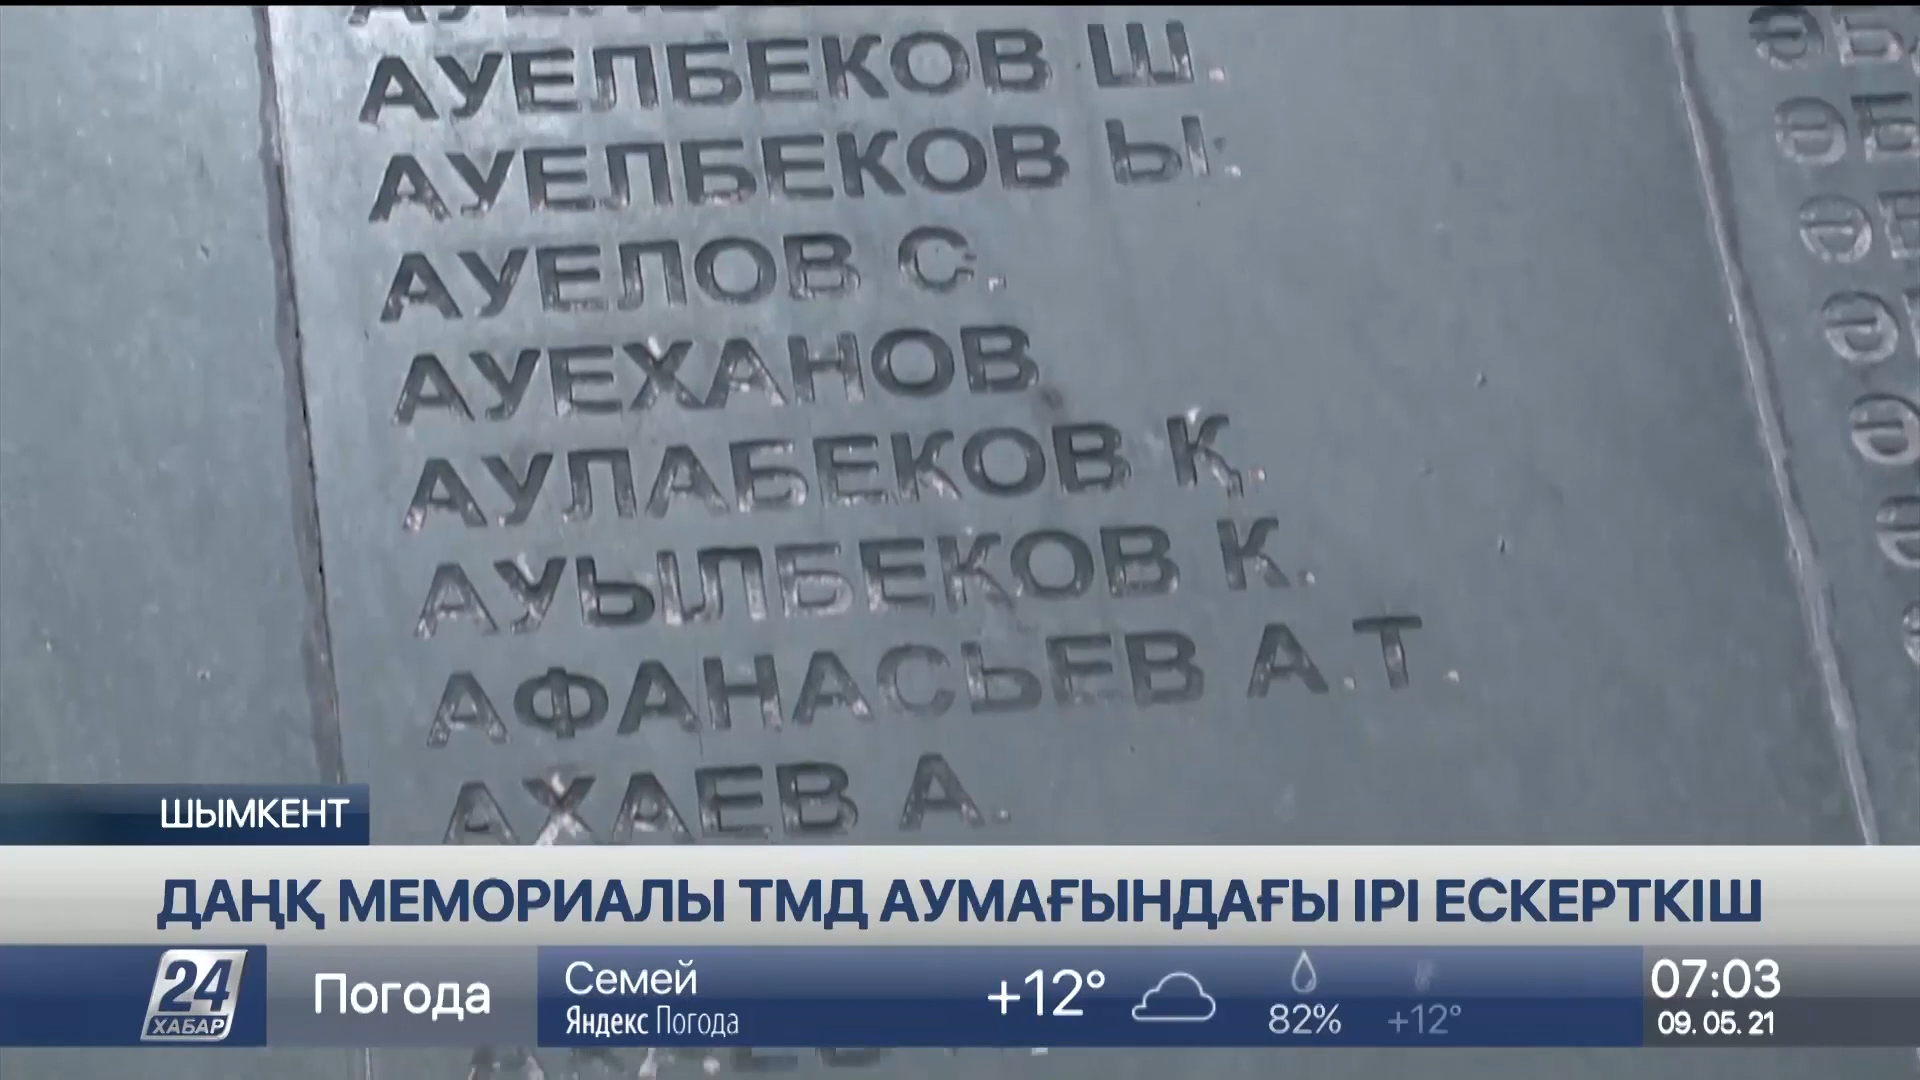 АУЕЛБЕКОВ Ш.
АУЕЛБЕКОВ Ы.
АУЕЛОВ С.
АУЕХАНОВ
АУЛАБЕКОВ Қ.
АУЫЛБЕКОВ К.
АФАНАСЬЕВ А.Т.
АХАЕВ А.
ШЫМКЕНТ
ДАҢҚ МЕМОРИАЛЫ ТМД АУМАҒЫНДАҒЫ ІРІ ЕСКЕРТКІШ
24 ХАБАР
Погода
Семей
Яндекс Погода
+12°
82%
+12°
07:03
09.05.21